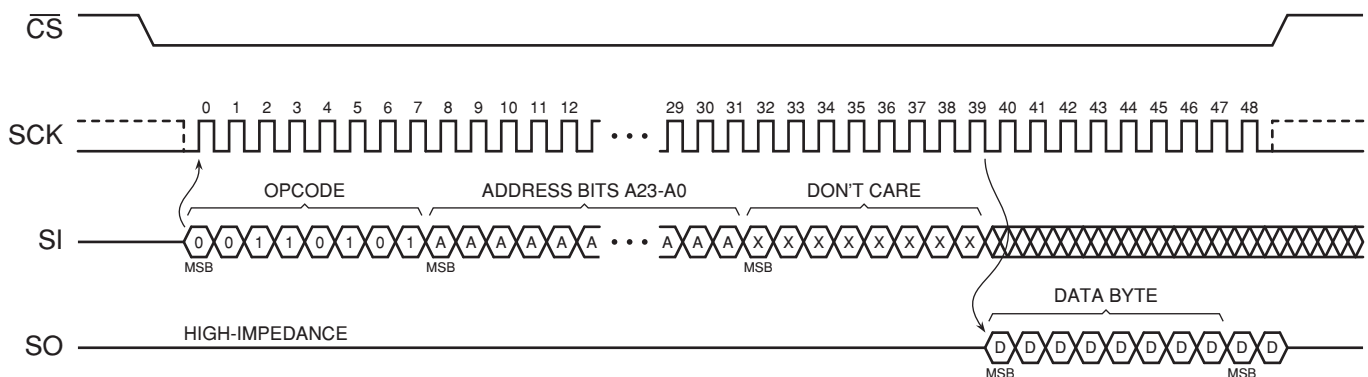 CS
0 1 2 3 4 5 6 7 8 9 10 11 12 29 30 31 32 33 34 35 36 37 38 39 40 41 42 43 44 45 46 47 48
SCK
OPCODE ADDRESS BITS A23-A0 DON'T CARE
SI 0 0 1 1 0 1 0 1 A A A A A A A A A X X X X X X X X
MSB MSB MSB
DATA BYTE
HIGH-IMPEDANCE
SO D D D D D D D D D D
MSB MSB